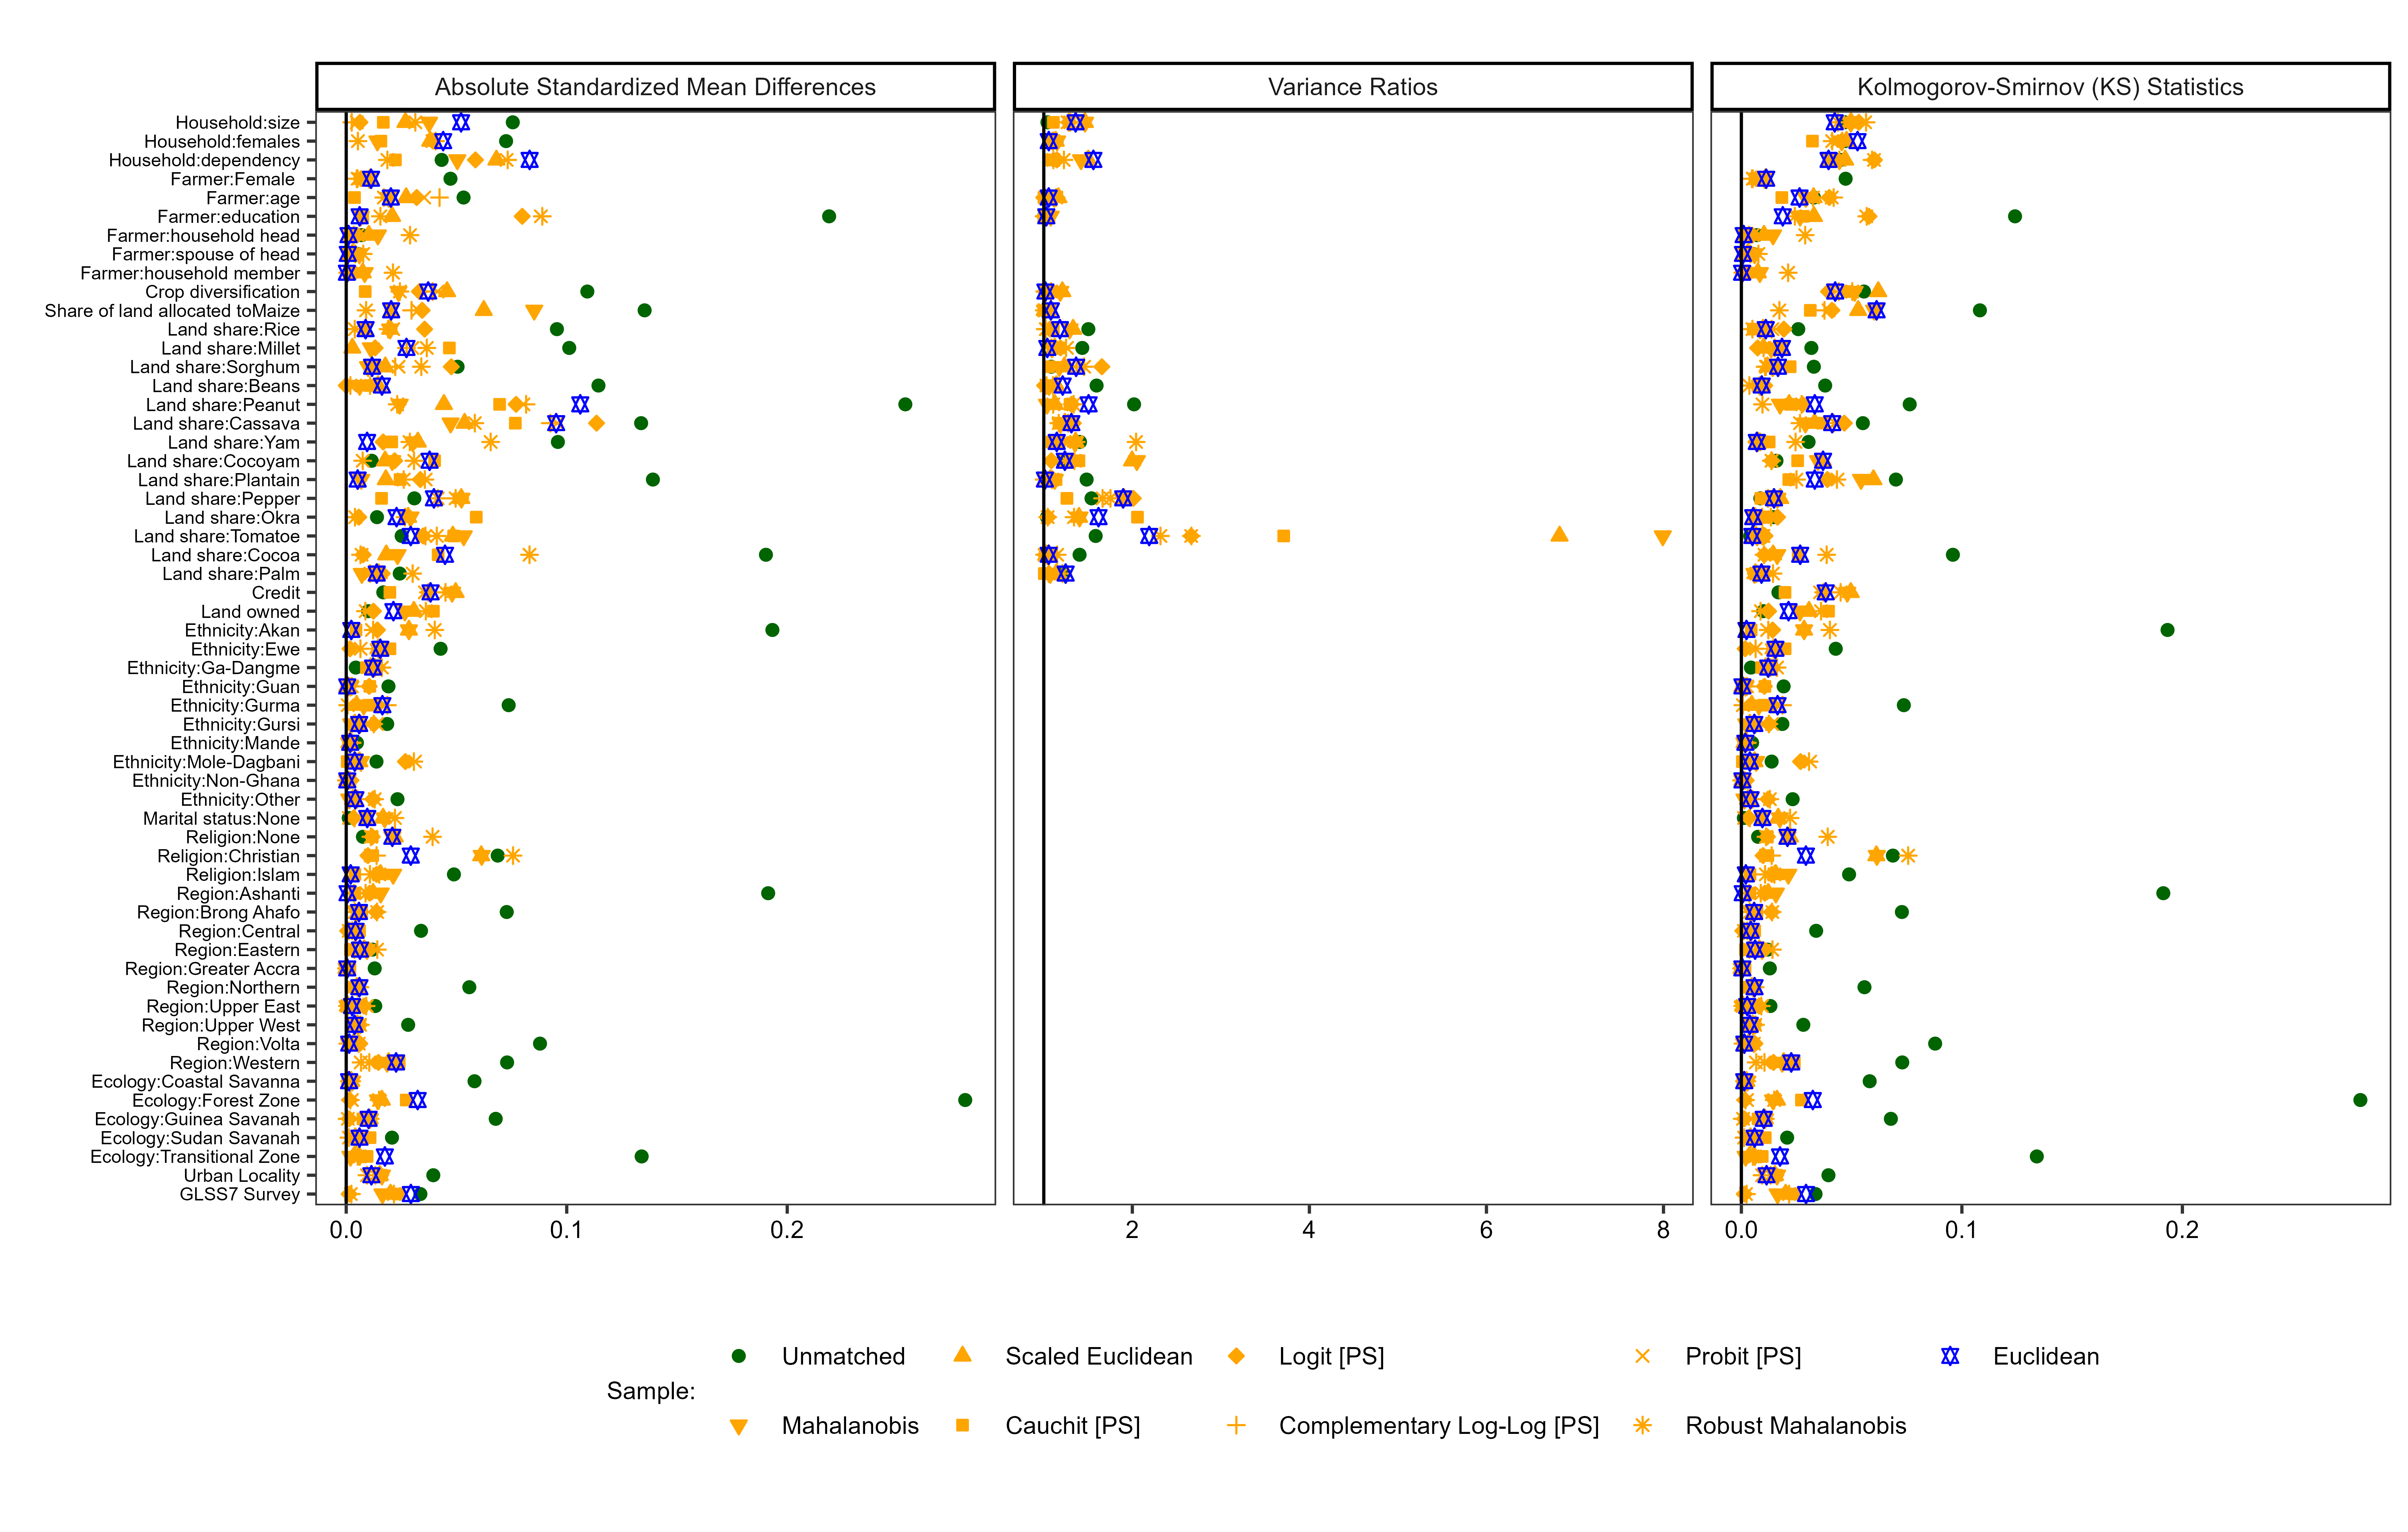 Absolute Standardized Mean Differences
Variance Ratios
Kolmogorov-Smirnov (KS) Statistics
Household:size
Household:females
Household:dependency
Farmer:Female
Farmer:age
Farmer:education
Farmer:household head
Farmer:spouse of head
Farmer:household member
Crop diversification
Share of land allocated toMaize
Land share:Rice
Land share:Millet
Land share:Sorghum
Land share:Beans
Land share:Peanut
Land share:Cassava
Land share:Yam
Land share:Cocoyam
Land share:Plantain
Land share:Pepper
Land share:Okra
Land share:Tomatoe
Land share:Cocoa
Land share:Palm
Credit
Land owned
Ethnicity:Akan
Ethnicity:Ewe
Ethnicity:Ga-Dangme
Ethnicity:Guan
Ethnicity:Gurma
Ethnicity:Gursi
Ethnicity:Mande
Ethnicity:Mole-Dagbani
Ethnicity:Non-Ghana
Ethnicity:Other
Marital status:None
Religion:None
Religion:Christian
Religion:Islam
Region:Ashanti
Region:Brong Ahafo
Region:Central
Region:Eastern
Region:Greater Accra
Region:Northern
Region:Upper East
Region:Upper West
Region:Volta
Region:Western
Ecology:Coastal Savanna
Ecology:Forest Zone
Ecology:Guinea Savanah
Ecology:Sudan Savanah
Ecology:Transitional Zone
Urban Locality
GLSS7 Survey
0.0 0.1 0.2
2 4 6 8
0.0 0.1 0.2
Sample:
Unmatched Scaled Euclidean Logit [PS] Probit [PS] Euclidean
Mahalanobis Cauchit [PS] Complementary Log-Log [PS] Robust Mahalanobis